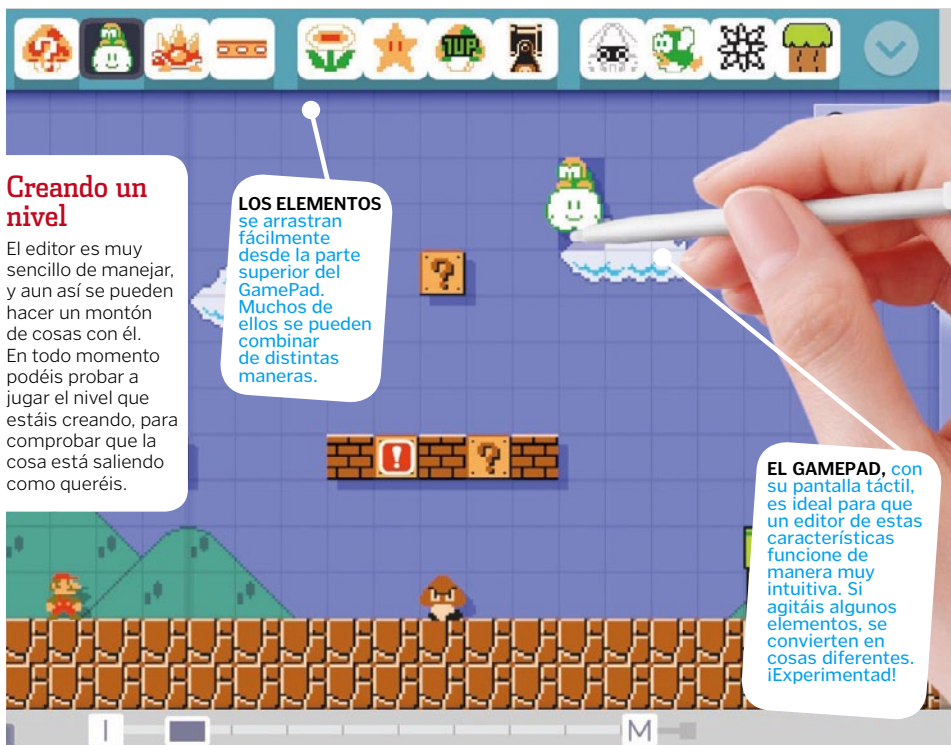 1UP
Creando un
nivel
El editor es muy
sencillo de manejar,
y aun así se pueden
hacer un montón
de cosas con él.
En todo momento
podéis probar a
jugar el nivel que
estáis creando, para
comprobar que la
cosa está saliendo
como queréis.
LOS ELEMENTOS
se arrastran
fácilmente
desde la parte
superior del
GamePad.
Muchos de
ellos se pueden
combinar
de distintas
maneras.
?
!
?
EL GAMEPAD, con
su pantalla táctil,
es ideal para que
un editor de estas
características
funcione de
manera muy
intuitiva. Si
agitáis algunos
elementos, se
convierten en
cosas diferentes.
¡Experimentad!
I
M